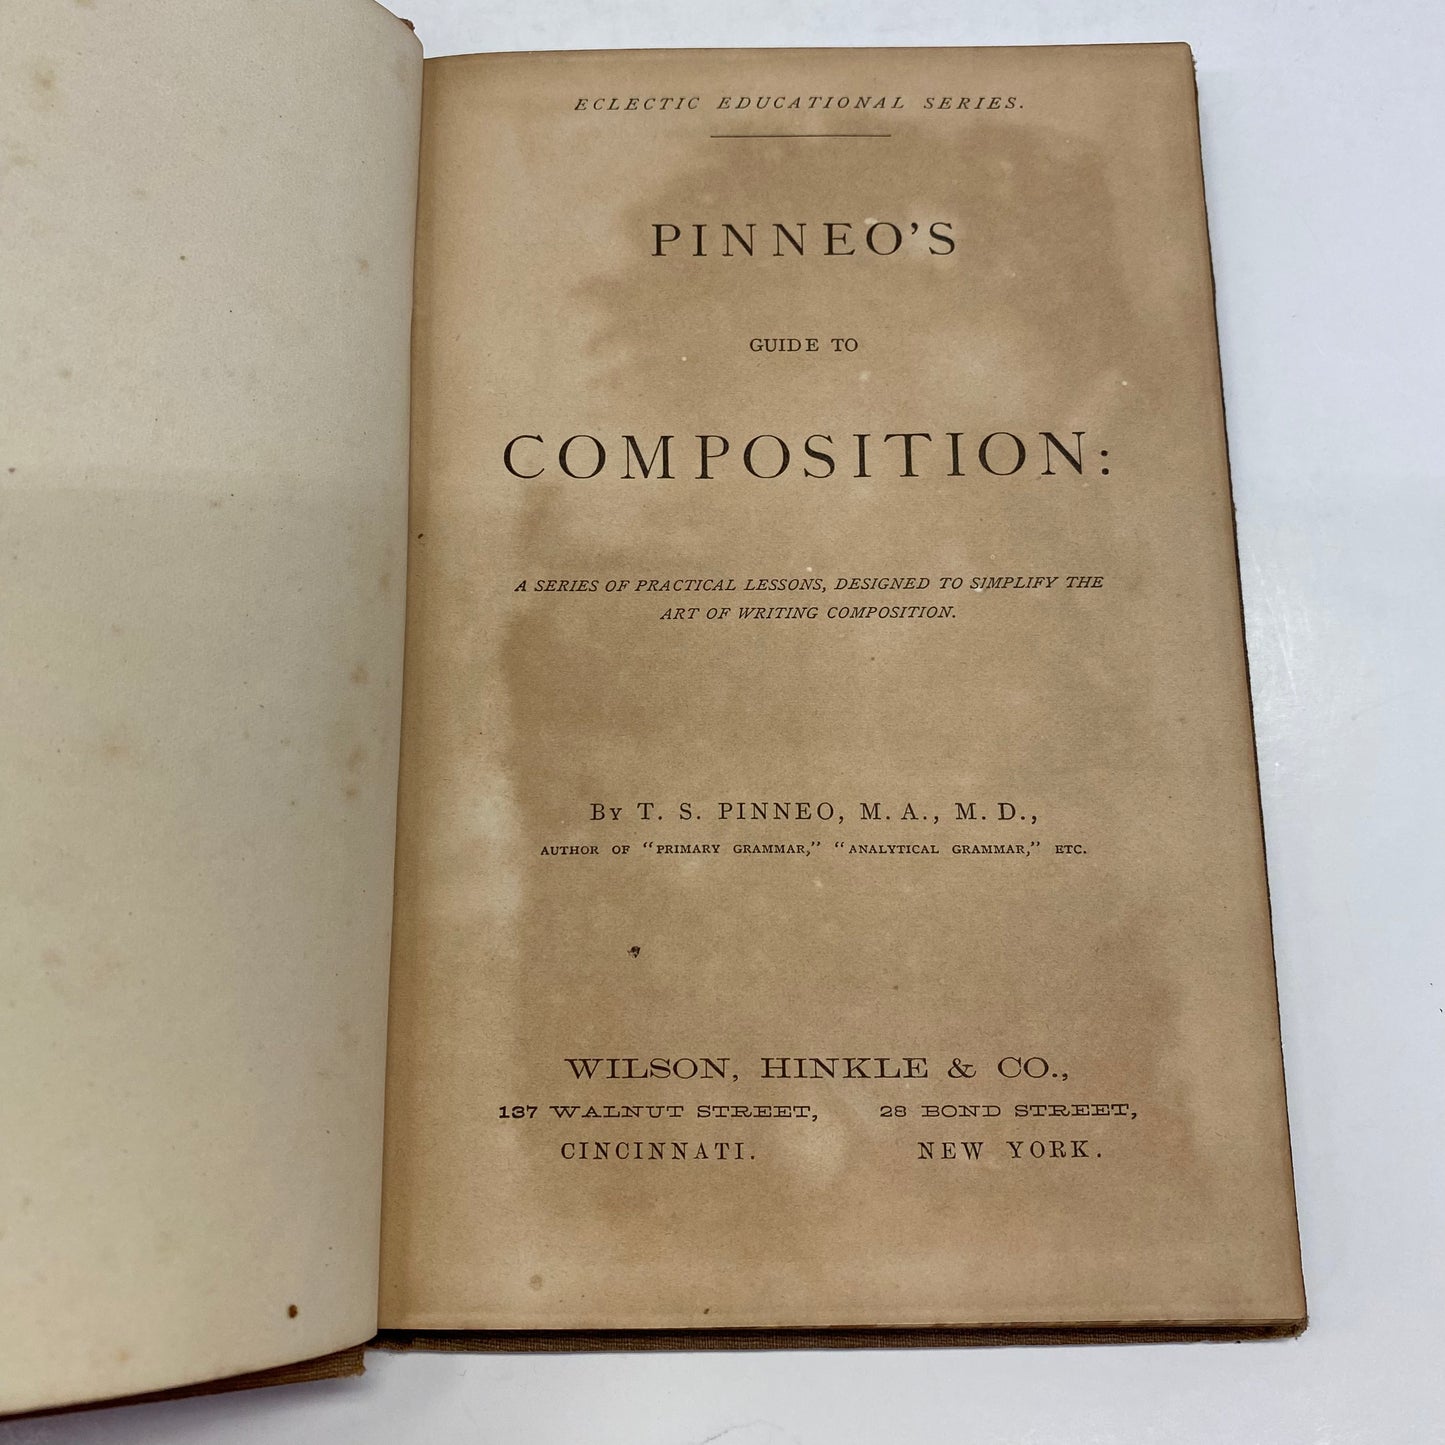 ECLECTIC EDUCATIONAL SERIES.
PINNEO'S
GUIDE TO
COMPOSITION:
A SERIES OF PRACTICAL LESSONS, DESIGNED TO SIMPLIFY THE
ART OF WRITING COMPOSITION.
By T. S. PINNEO, M. A., M. D.,
AUTHOR OF "PRIMARY GRAMMAR," "ANALYTICAL GRAMMAR," ETC.
WILSON, HINKLE & CO.,
137 WALNUT STREET, 28 BOND STREET,
CINCINNATI. NEW YORK.